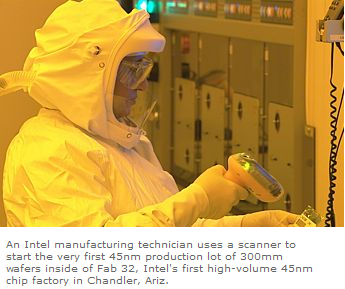 An Intel manufacturing technician uses a scanner to
start the very first 45nm production lot of 300mm
wafers inside of Fab 32, Intel's first high-volume 45nm
chip factory in Chandler, Ariz.